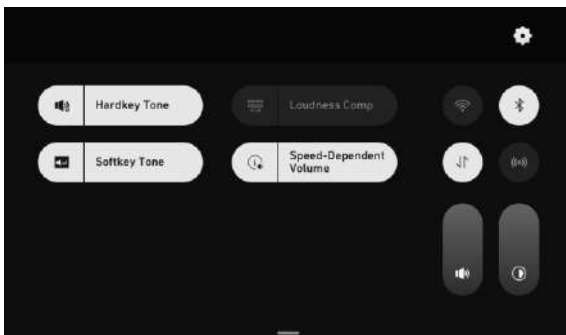 Hardkey Tone
Loudness Comp
Softkey Tone
Speed-Dependent
Volume